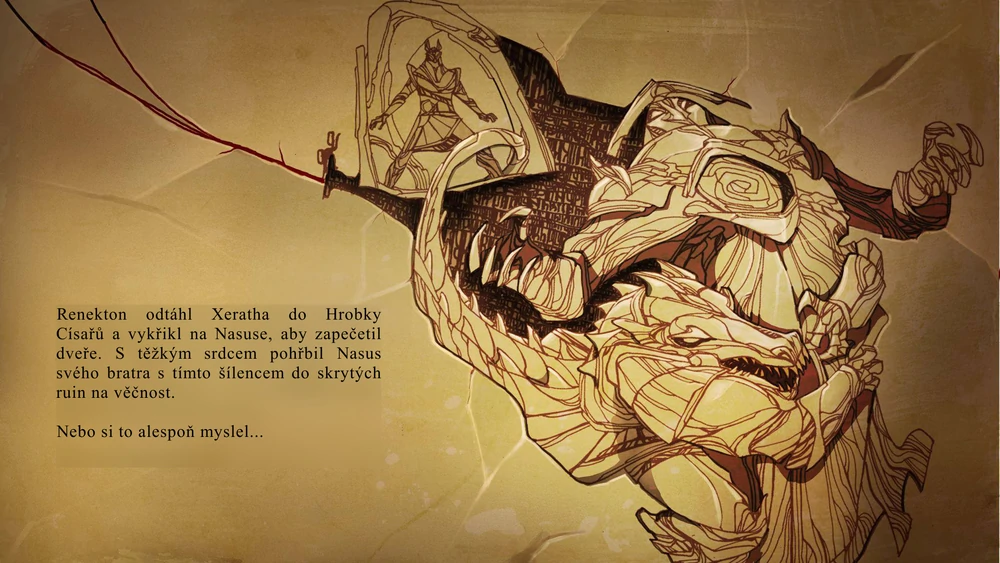 Renekton odtáhl Xeratha do Hrobky
Císařů a vykřikl na Nasuse, aby zapečetil
dveře. S těžkým srdcem pohřbil Nasus
svého bratra s tímto šílencem do skrytých
ruin na věčnost.
Nebo si to alespoň myslel...